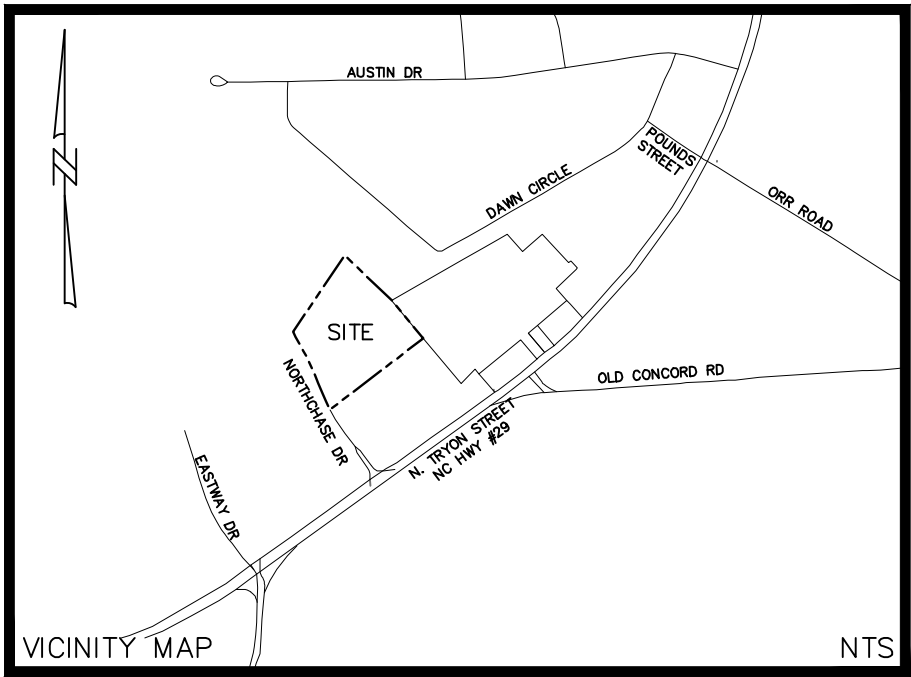 AUSTIN DR
N
POUNDS
STREET
DAWN CIRCLE
ORR ROAD
SITE
NORTHCHASE DR
OLD CONCORD RD
N. TRYON STREET
NC HWY #29
EASTWAY DR
VICINITY MAP
NTS